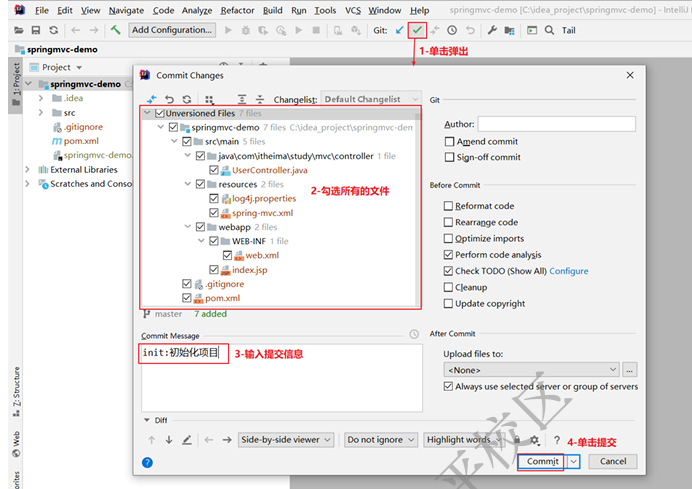 File Edit View Navigate Code Analyze Refactor Build Run Tools VCS Window Help springmvc-demo [C:\idea_project\springmvc-demo] - IntelliJ
Add Configuration... Git: Tail
springmvc-demo
1-单击弹出
1: Project
Project
springmvc-demo
.idea
src
.gitignore
pom.xml
springmvc-demo.
External Libraries
Scratches and Conso
Commit Changes
Changelist: Default Changelist
Unversioned Files 7 files
springmvc-demo 7 files C:\idea_project\springmvc-dem
src\main 5 files
java\com\itheima\study\mvc\controller 1 file
UserController.java
resources 2 files
log4j.properties
spring-mvc.xml
webapp 2 files
WEB-INF 1 file
web.xml
index.jsp
.gitignore
pom.xml
2-勾选所有的文件
master 7 added
Commit Message
init:初始化项目
3-输入提交信息
Git
Author:
Amend commit
Sign-off commit
Before Commit
Reformat code
Rearrange code
Optimize imports
Perform code analysis
Check TODO (Show All) Configure
Cleanup
Update copyright
After Commit
Upload files to:
<None>
...
Always use selected server or group of servers
Diff
Side-by-side viewer Do not ignore Highlight words
4-单击提交
? Commit Cancel
7: Structure
Web
平校区